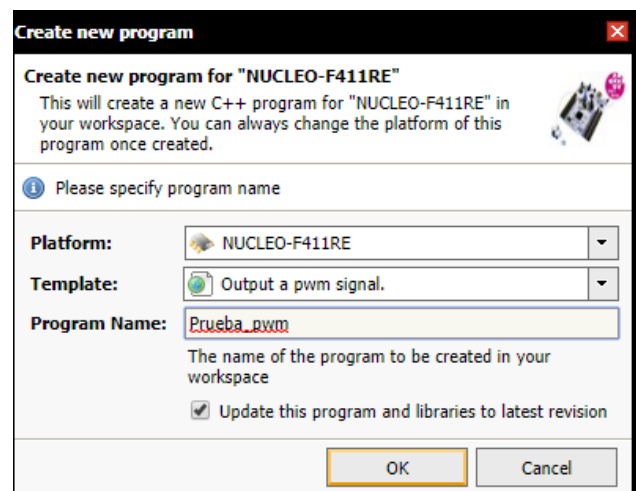 Create new program
Create new program for "NUCLEO-F411RE"
This will create a new C++ program for "NUCLEO-F411RE" in
your workspace. You can always change the platform of this
program once created.
Please specify program name
Platform: NUCLEO-F411RE
Template: Output a pwm signal.
Program Name: Prueba_pwm
The name of the program to be created in your
workspace
Update this program and libraries to latest revision
OK Cancel